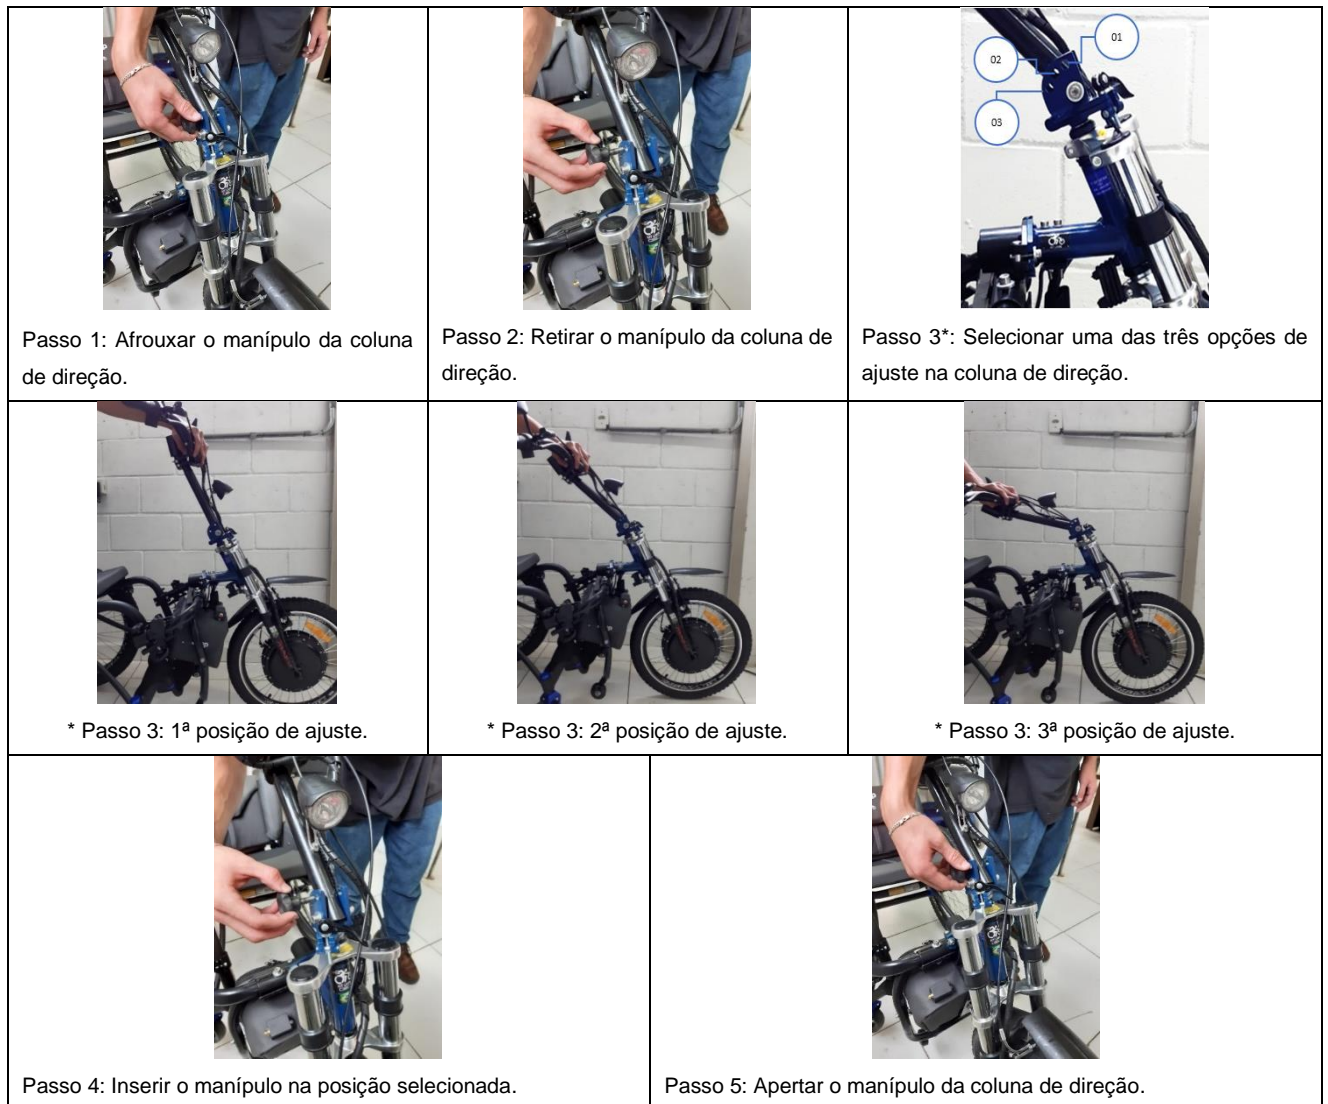 01
02
03
Passo 1: Afrouxar o manípulo da coluna
de direção.
Passo 2: Retirar o manípulo da coluna de
direção.
Passo 3*: Selecionar uma das três opções de
ajuste na coluna de direção.
* Passo 3: 1ª posição de ajuste.
* Passo 3: 2ª posição de ajuste.
* Passo 3: 3ª posição de ajuste.
Passo 4: Inserir o manípulo na posição selecionada.
Passo 5: Apertar o manípulo da coluna de direção.